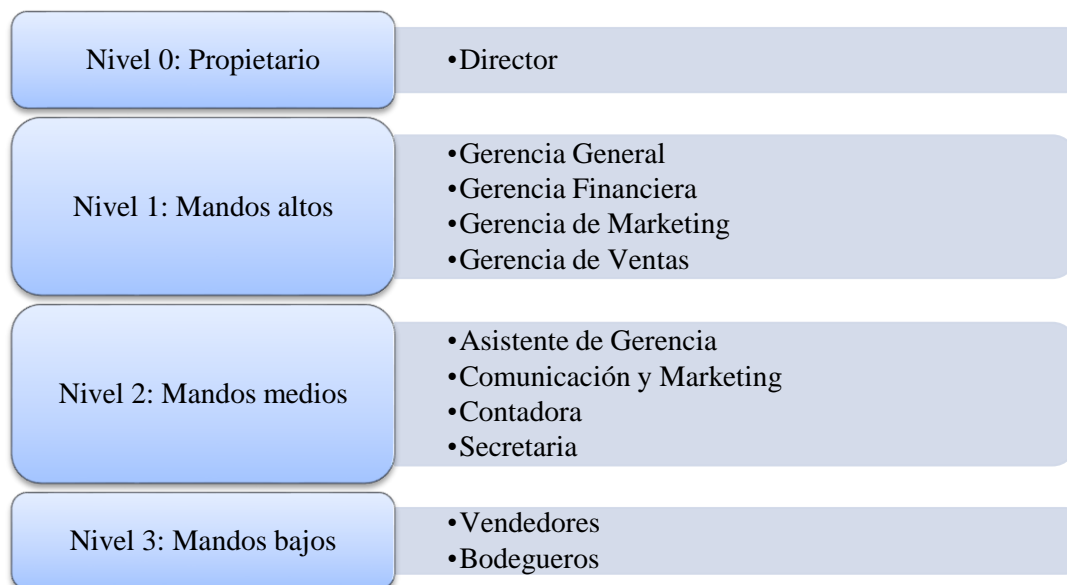 Nivel 0: Propietario
•Director
Nivel 1: Mandos altos
•Gerencia General
•Gerencia Financiera
•Gerencia de Marketing
•Gerencia de Ventas
Nivel 2: Mandos medios
•Asistente de Gerencia
•Comunicación y Marketing
•Contadora
•Secretaria
Nivel 3: Mandos bajos
•Vendedores
•Bodegueros